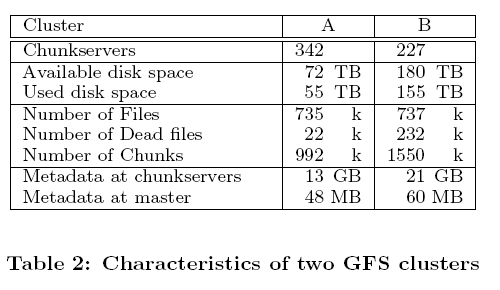 Cluster A B
Chunkservers 342 227
Available disk space 72 TB 180 TB
Used disk space 55 TB 155 TB
Number of Files 735 k 737 k
Number of Dead files 22 k 232 k
Number of Chunks 992 k 1550 k
Metadata at chunkservers 13 GB 21 GB
Metadata at master 48 MB 60 MB
Table 2: Characteristics of two GFS clusters